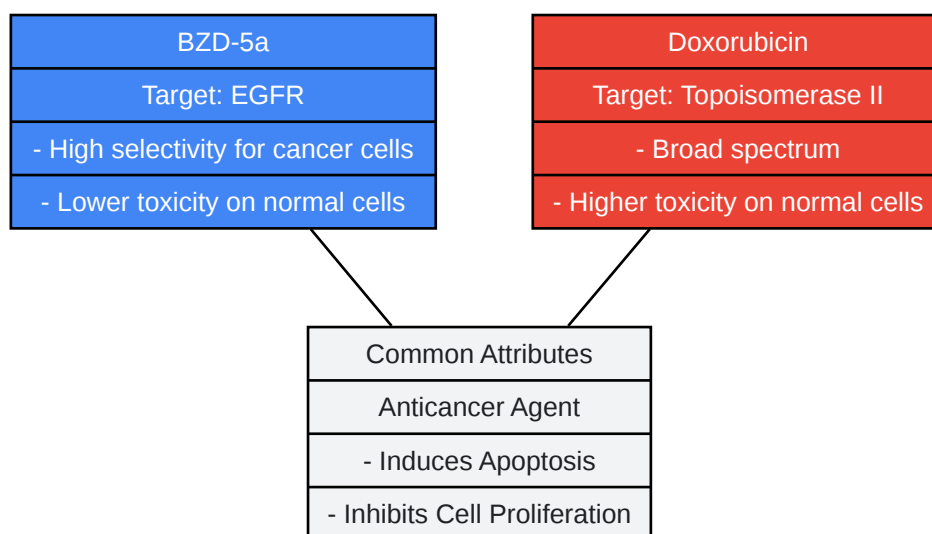 BZD-5a
Target: EGFR
- High selectivity for cancer cells
- Lower toxicity on normal cells
Doxorubicin
Target: Topoisomerase II
- Broad spectrum
- Higher toxicity on normal cells
Common Attributes
Anticancer Agent
- Induces Apoptosis
- Inhibits Cell Proliferation